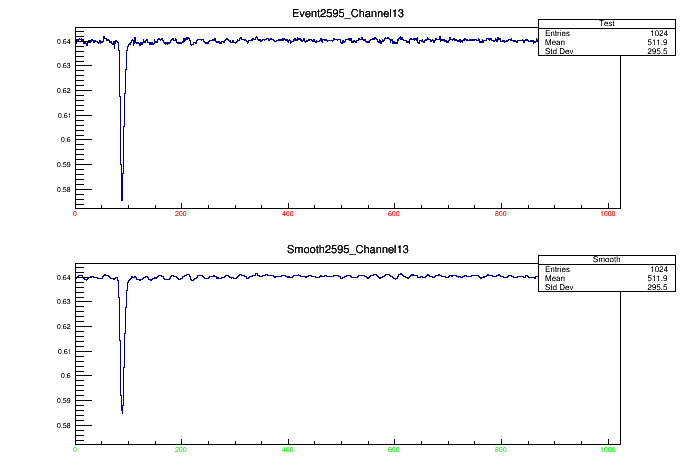 Event2595_Channel13
Test
Entries 1024
Mean 511.9
Std Dev 295.5
0.64
0.63
0.62
0.61
0.6
0.59
0.58
0 200 400 600 800 1000
Smooth2595_Channel13
Smooth
Entries 1024
Mean 511.9
Std Dev 295.5
0.64
0.63
0.62
0.61
0.6
0.59
0.58
0 200 400 600 800 1000